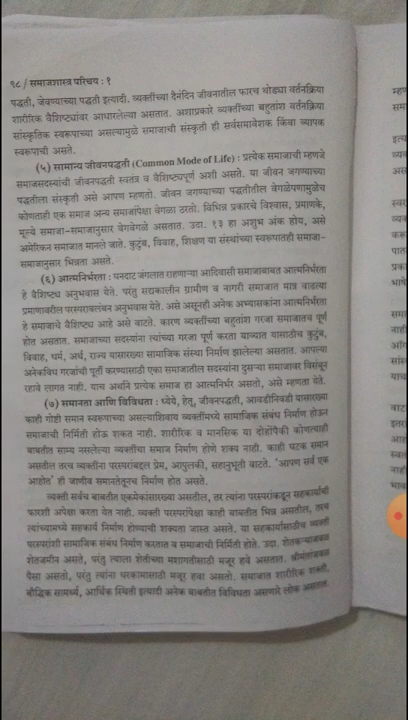 ९८ / समाजशास्त्र परिचय : १
पद्धती, जेवणाच्या पद्धती इत्यादी. व्यक्तींच्या दैनंदिन जीवनातील फारच थोड्या वर्तनक्रिया
शारीरिक वैशिष्ट्यांवर आधारलेल्या असतात. अशाप्रकारे व्यक्तींच्या बहुतांश वर्तनक्रिया
सांस्कृतिक स्वरूपाच्या असल्यामुळे समाजाची संस्कृती ही सर्वसमावेशक किंवा व्यापक
स्वरूपाची असते.
(५) सामान्य जीवनपद्धती (Common Mode of Life) : प्रत्येक समाजाची म्हणजे
समाजसदस्यांची जीवनपद्धती स्वतंत्र व वैशिष्ट्यपूर्ण अशी असते. या जीवन जगण्याच्या
पद्धतीला संस्कृती असे आपण म्हणतो. जीवन जगण्याच्या पद्धतीतील वेगळेपणामुळेच
कोणताही एक समाज अन्य समाजांपेक्षा वेगळा ठरतो. विभिन्न प्रकारचे विश्वास, प्रमाणके,
मूल्ये समाज-समाजानुसार वेगवेगळे असतात. उदा. १३ हा अशुभ अंक होय, असे
अमेरिकन समाजात मानले जाते. कुटुंब, विवाह, शिक्षण या संस्थांच्या स्वरूपातही समाज-
समाजानुसार भिन्नता असते.
(६) आत्मनिर्भरता : घनदाट जंगलात राहणाऱ्या आदिवासी समाजाबाबत आत्मनिर्भरता
हे वैशिष्ट्य अनुभवास येते. परंतु सद्यःकालीन ग्रामीण व नागरी समाजात मात्र वाढत्या
प्रमाणावरील परस्परावलंबन अनुभवास येते. असे असूनही अनेक अभ्यासकांना आत्मनिर्भरता
हे समाजाचे वैशिष्ट्य आहे असे वाटते. कारण व्यक्तींच्या बहुतांश गरजा समाजातच पूर्ण
होत असतात. समाजाच्या सदस्यांना त्यांच्या गरजा पूर्ण करता याव्यात यासाठीच कुटुंब,
विवाह, धर्म, अर्थ, राज्य यासारख्या सामाजिक संस्था निर्माण झालेल्या असतात. आपल्या
अनेकविध गरजांची पूर्ती करण्यासाठी एका समाजातील सदस्यांना दुसऱ्या समाजावर विसंबून
रहावे लागत नाही. याच अर्थाने प्रत्येक समाज हा आत्मनिर्भर असतो, असे म्हणता येते.
(७) समानता आणि विविधता : ध्येये, हेतू, जीवनपद्धती, आवडीनिवडी यासारख्या
काही गोष्टी समान स्वरूपाच्या असल्याशिवाय व्यक्तींमध्ये सामाजिक संबंध निर्माण होऊन
समाजाची निर्मिती होऊ शकत नाही. शारीरिक व मानसिक या दोहोंपैकी कोणत्याही
बाबतीत साम्य नसलेल्या व्यक्तींचा समाज निर्माण होणे शक्य नाही. काही घटक समान
असतील तरच व्यक्तींना परस्परांबद्दल प्रेम, आपुलकी, सहानुभूती वाटते. 'आपण सर्व एक
आहोत' ही जाणीव समानतेतूनच निर्माण होत असते.
व्यक्ती सर्वच बाबतीत एकमेकांसारख्या असतील, तर त्यांना परस्परांकडून सहकार्याची
फारशी अपेक्षा करता येत नाही. व्यक्ती परस्परांपेक्षा काही बाबतीत भिन्न असतील, तरच
त्यांच्यामध्ये सहकार्य निर्माण होण्याची शक्यता जास्त असते. या सहकार्यासाठीच व्यक्ती
परस्परांशी सामाजिक संबंध निर्माण करतात व समाजाची निर्मिती होते. उदा. शेतकऱ्याजवळ
शेतजमीन असते, परंतु त्याला शेतीच्या मशागतीसाठी मजूर हवे असतात. श्रीमंतांजवळ
पैसा असतो, परंतु त्यांना घरकामासाठी मजूर हवा असतो. समाजात शारीरिक शक्ती,
बौद्धिक सामर्थ्य, आर्थिक स्थिती इत्यादी अनेक बाबतीत विविधता असणारे लोक असतात